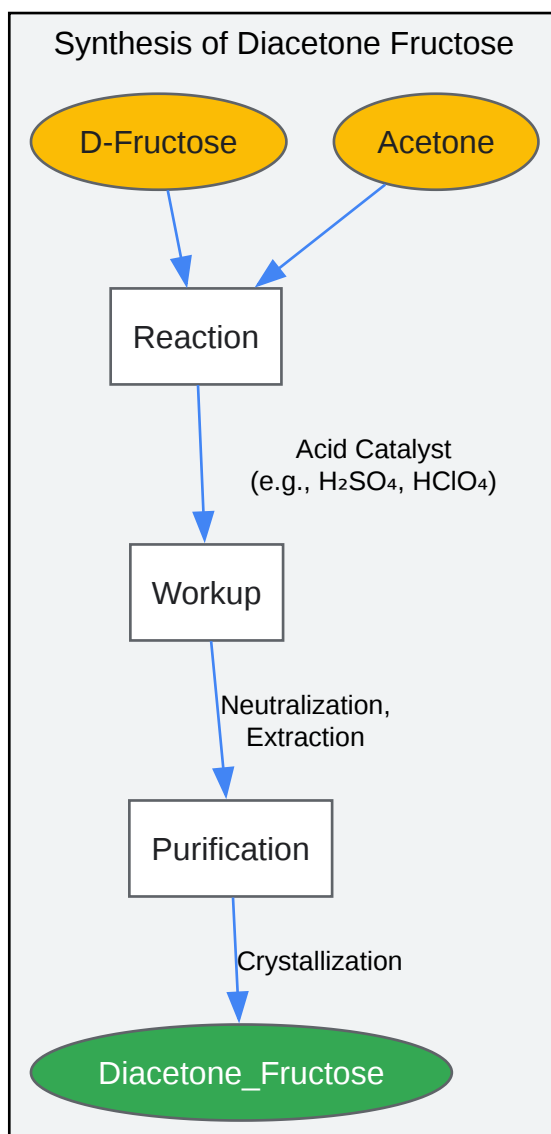 Synthesis of Diacetone Fructose
D-Fructose
Acetone
Reaction
Acid Catalyst
(e.g., H₂SO₄, HClO₄)
Workup
Neutralization,
Extraction
Purification
Crystallization
Diacetone_Fructose